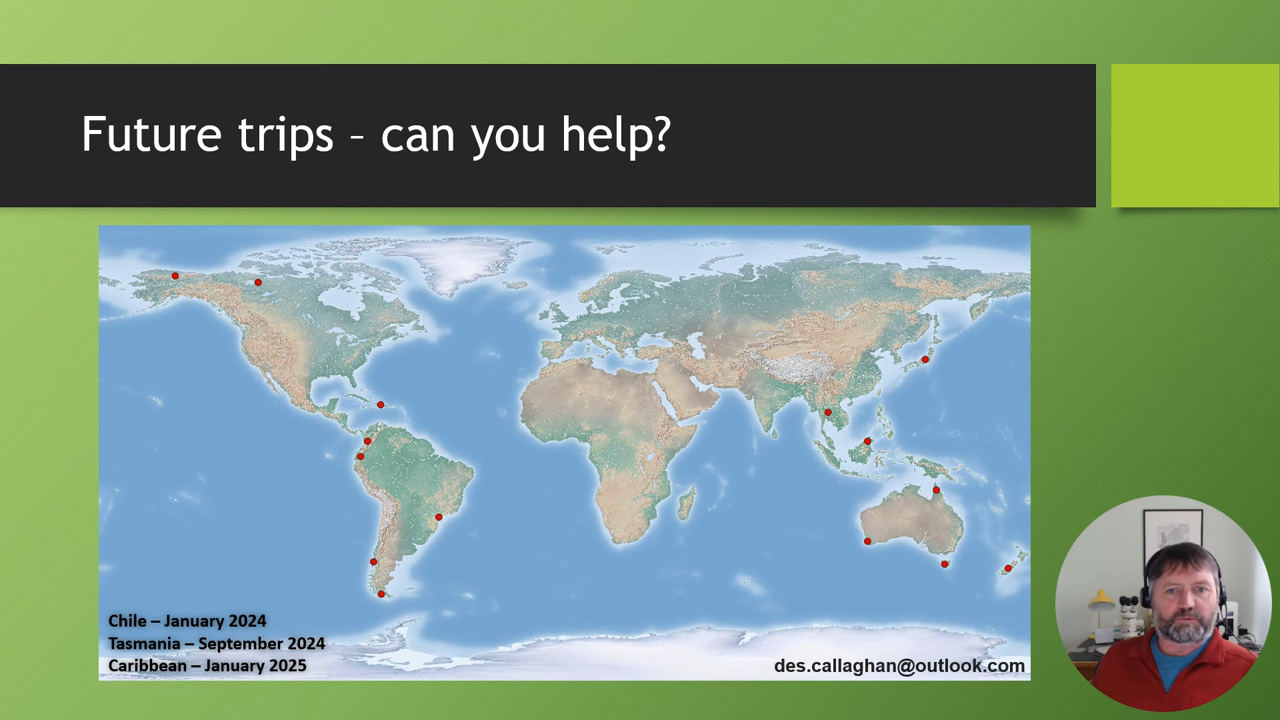 Future trips – can you help?
Chile – January 2024
Tasmania – September 2024
Caribbean – January 2025
des.callaghan@outlook.com